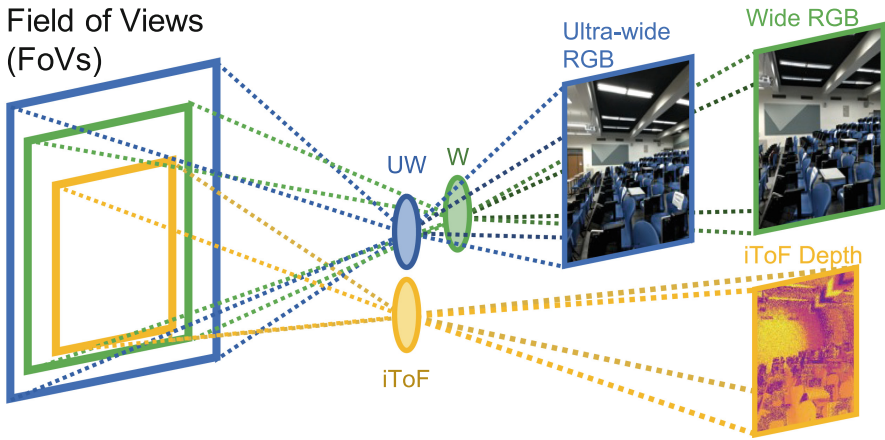 Field of Views
(FoVs)
Ultra-wide
RGB
Wide RGB
UW
W
iToF Depth
iToF